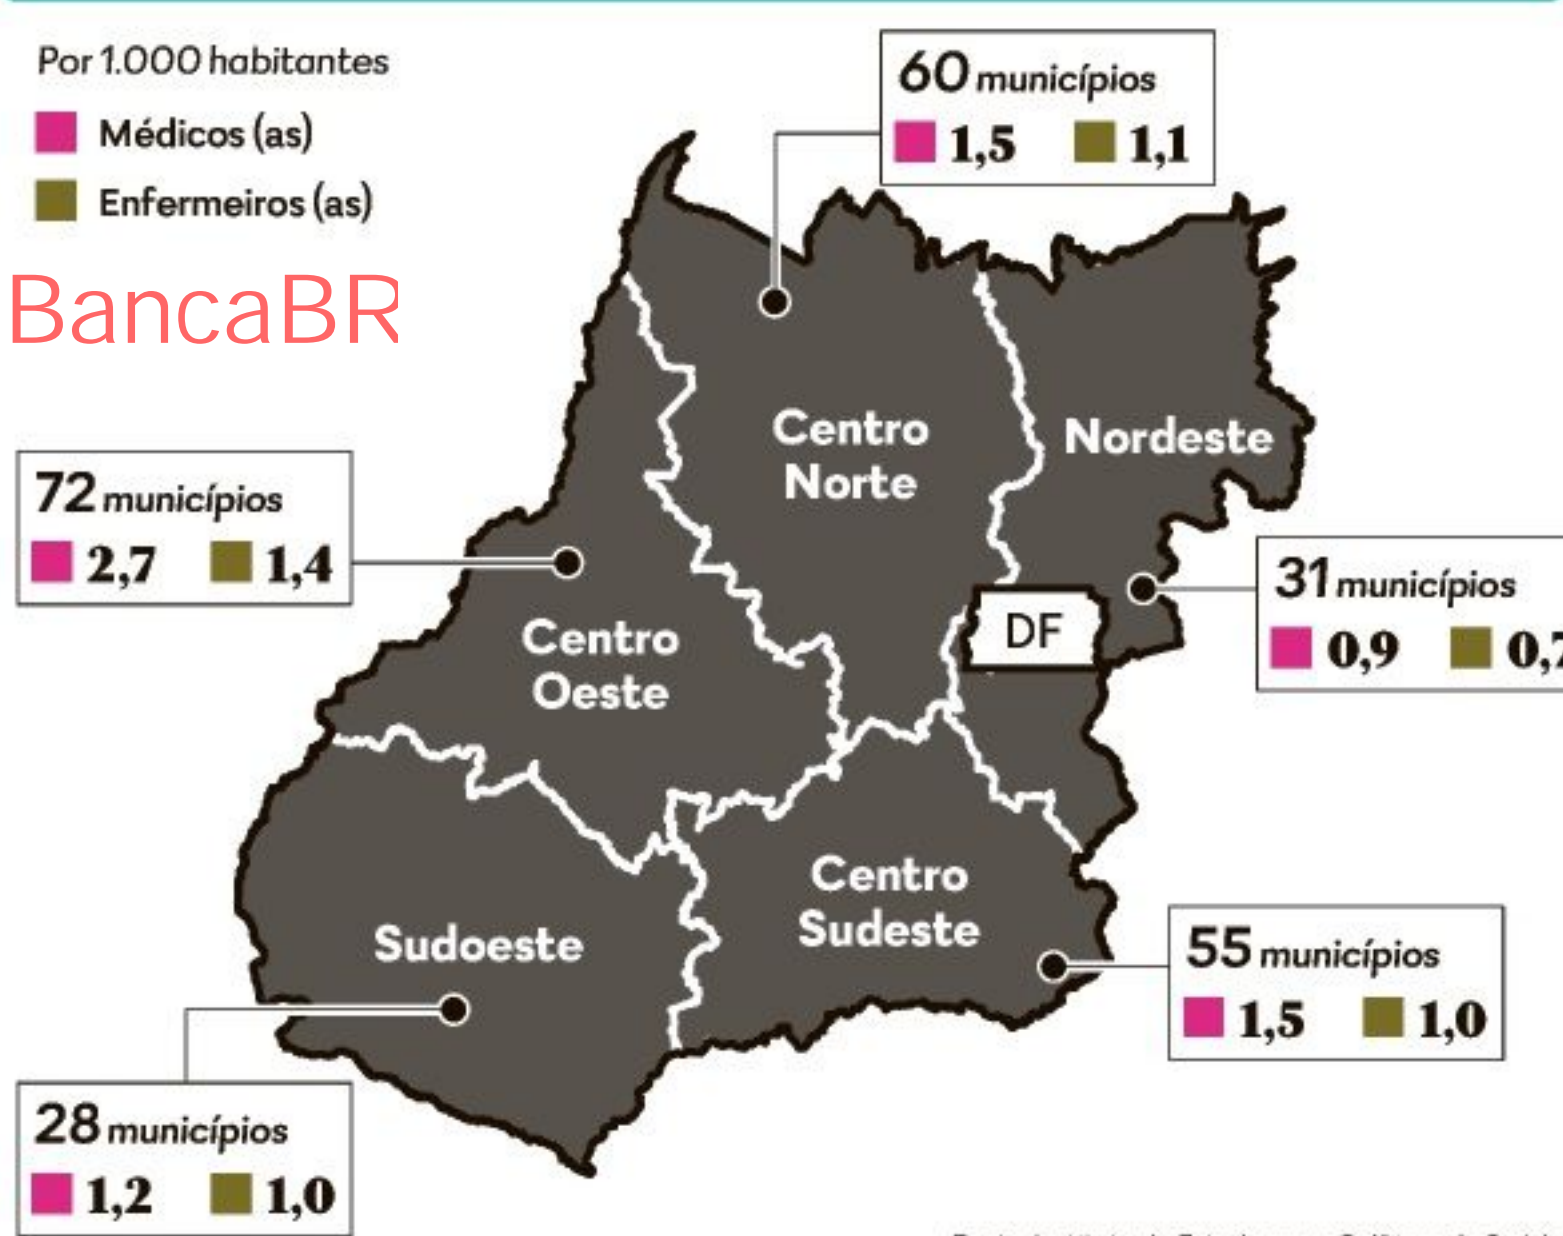 Por 1.000 habitantes
Médicos (as)
Enfermeiros (as)
BancaBR
60 municípios
1,5 1,1
Centro
Norte
Nordeste
72 municípios
2,7 1,4
31 municípios
0,9
DF
Centro
Oeste
Centro
Sudeste
Sudoeste
55 municípios
1,5 1,0
28 municípios
1,2 1,0